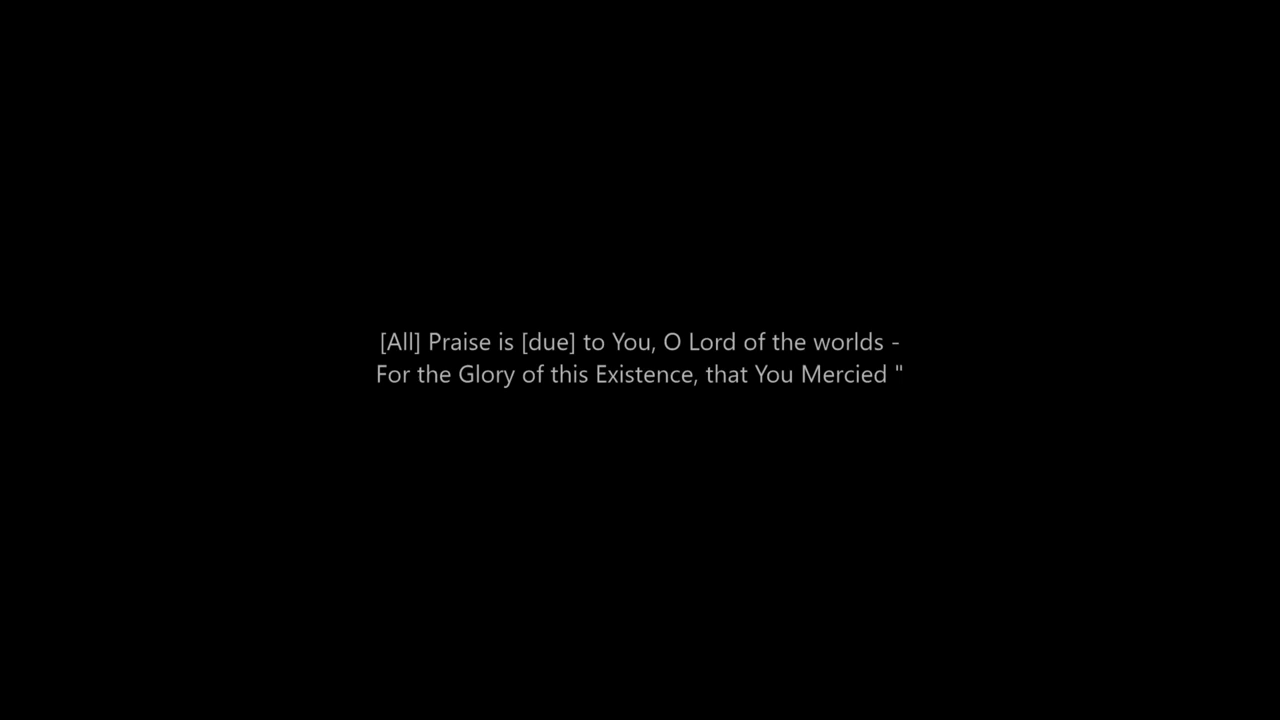 [All] Praise is [due] to You, O Lord of the worlds -
For the Glory of this Existence, that You Mercied "